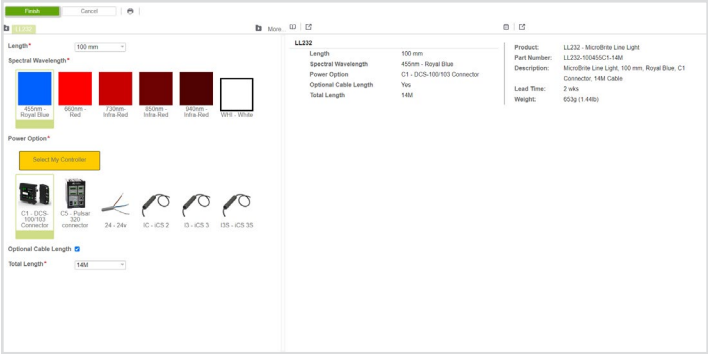 Finish
Cancel
LL232
More
Length*
100 mm
Spectral Wavelength*
455nm -
Royal Blue
660nm -
Red
730nm-
Infra-Red
850nm -
Infra-Red
940nm -
Infra-Red
WHI - White
Power Option*
Select My Controller
C1 - DCS-
100/103
Connector
C5 - Pulsar
320
connector
24 - 24v
IC - iCS 2
I3 - iCS 3
I3S - iCS 3S
Optional Cable Length
Total Length*
14M
LL232
Length 100 mm
Spectral Wavelength 455nm - Royal Blue
Power Option C1 - DCS-100/103 Connector
Optional Cable Length Yes
Total Length 14M
Product: LL232 - MicroBrite Line Light
Part Number: LL232-100455C1-14M
Description: MicroBrite Line Light, 100 mm, Royal Blue, C1
Connector, 14M Cable
Lead Time: 2 wks
Weight: 653g (1.44lb)